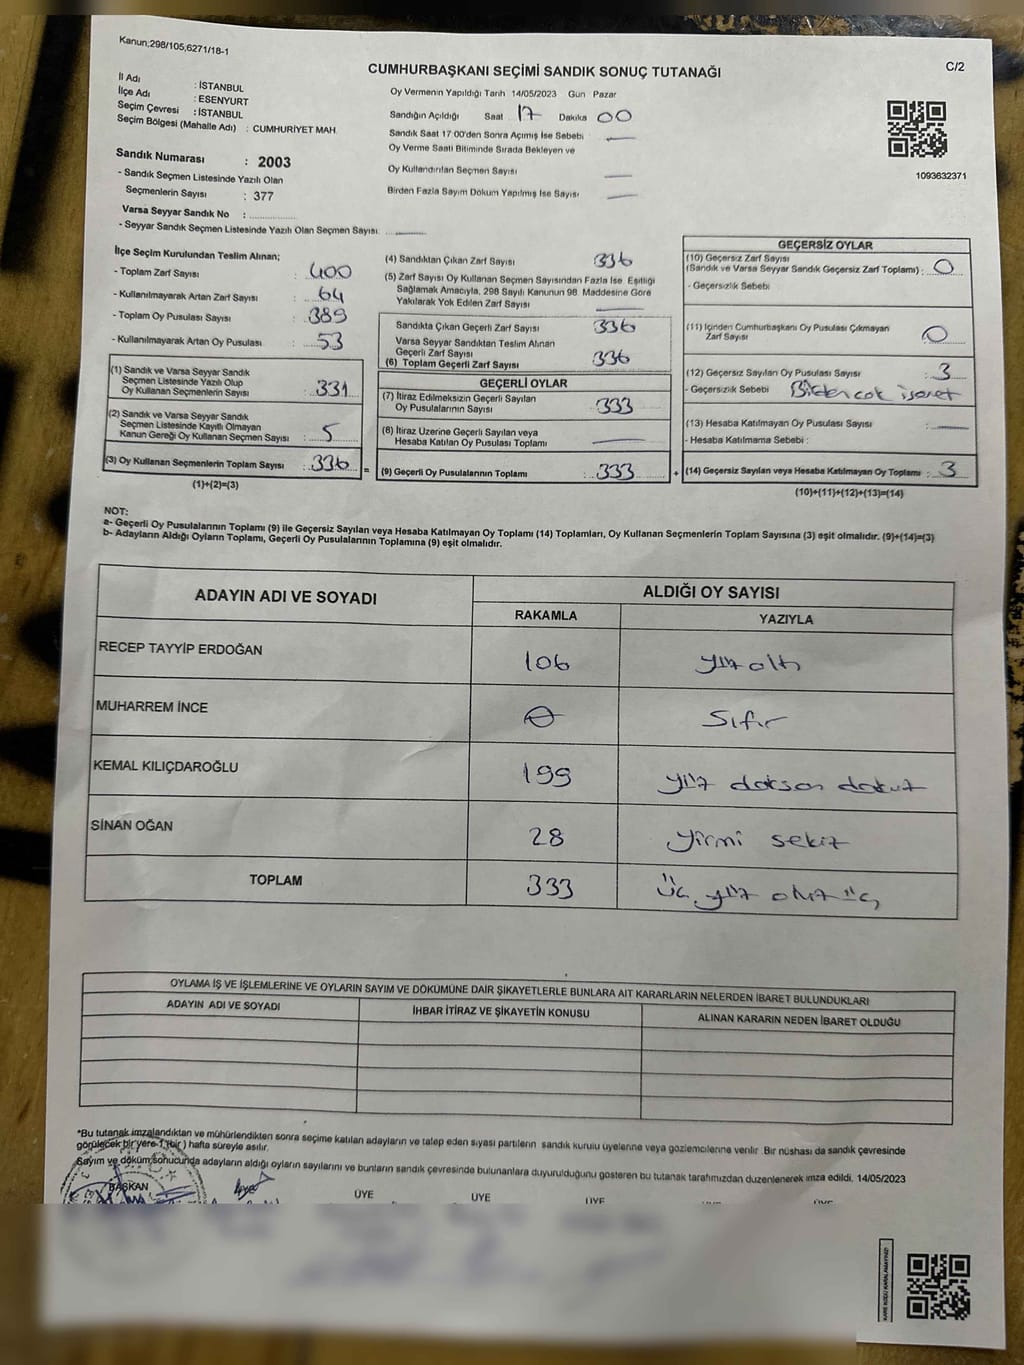 Kanun;298/105,6271/18-1
C/2
CUMHURBAŞKANI SEÇİMİ SANDIK SONUÇ TUTANAĞI
İl Adı : İSTANBUL
İlçe Adı : ESENYURT
Seçim Çevresi : İSTANBUL
Seçim Bölgesi (Mahalle Adı) : CUMHURİYET MAH.
Oy Vermenin Yapıldığı Tarih 14/05/2023 Gün Pazar
Sandığın Açıldığı Saat 17 Dakika 00
Sandık Saat 17:00'den Sonra Açımış İse Sebebi
Oy Verme Saati Bitiminde Sırada Bekleyen ve
Oy Kullandırılan Seçmen Sayısı
Birden Fazla Sayım Döküm Yapılmış İse Sayısı
1093632371
Sandık Numarası : 2003
- Sandık Seçmen Listesinde Yazılı Olan
Seçmenlerin Sayısı : 377
Varsa Seyyar Sandık No :
- Seyyar Sandık Seçmen Listesinde Yazılı Olan Seçmen Sayısı:
İlçe Seçim Kurulundan Teslim Alınan;
- Toplam Zarf Sayısı : 400
- Kullanılmayarak Artan Zarf Sayısı : 64
- Toplam Oy Pusulası Sayısı : 389
- Kullanılmayarak Artan Oy Pusulası : 53
(1) Sandık ve Varsa Seyyar Sandık
Seçmen Listesinde Yazılı Olup
Oy Kullanan Seçmenlerin Sayısı : 331
(2) Sandık ve Varsa Seyyar Sandık
Seçmen Listesinde Kayıtlı Olmayan
Kanun Gereği Oy Kullanan Seçmen Sayısı : 5
(3) Oy Kullanan Seçmenlerin Toplam Sayısı : 336
(1)+(2)=(3)
=
(4) Sandıktan Çıkan Zarf Sayısı 336
(5) Zarf Sayısı Oy Kullanan Seçmen Sayısından Fazla İse, Eşitliği
Sağlamak Amacıyla, 298 Sayılı Kanunun 98. Maddesine Göre
Yakılarak Yok Edilen Zarf Sayısı
Sandıkta Çıkan Geçerli Zarf Sayısı 336
Varsa Seyyar Sandıktan Teslim Alınan
Geçerli Zarf Sayısı
(6) Toplam Geçerli Zarf Sayısı 336
GEÇERLİ OYLAR
(7) İtiraz Edilmeksizin Geçerli Sayılan
Oy Pusulalarının Sayısı : 333
(8) İtiraz Üzerine Geçerli Sayılan veya
Hesaba Katılan Oy Pusulası Toplamı
(9) Geçerli Oy Pusulalarının Toplamı : 333
+
GEÇERSİZ OYLAR
(10) Geçersiz Zarf Sayısı
(Sandık ve Varsa Seyyar Sandık Geçersiz Zarf Toplamı) : 0
- Geçersizlik Sebebi
(11) İçinden Cumhurbaşkanı Oy Pusulası Çıkmayan
Zarf Sayısı 0
(12) Geçersiz Sayılan Oy Pusulası Sayısı : 3
- Geçersizlik Sebebi : Birden çok işaret
(13) Hesaba Katılmayan Oy Pusulası Sayısı :
- Hesaba Katılmama Sebebi :
(14) Geçersiz Sayılan veya Hesaba Katılmayan Oy Toplamı : 3
(10)+(11)+(12)+(13)=(14)
NOT:
a- Geçerli Oy Pusulalarının Toplamı (9) ile Geçersiz Sayılan veya Hesaba Katılmayan Oy Toplamı (14) Toplamları, Oy Kullanan Seçmenlerin Toplam Sayısına (3) eşit olmalıdır. (9)+(14)=(3)
b- Adayların Aldığı Oyların Toplamı, Geçerli Oy Pusulalarının Toplamına (9) eşit olmalıdır.
ADAYIN ADI VE SOYADI
ALDIĞI OY SAYISI
RAKAMLA YAZIYLA
RECEP TAYYİP ERDOĞAN 106 yüz altı
MUHARREM İNCE 0 Sıfır
KEMAL KILIÇDAROĞLU 199 yüz doksan dokuz
SİNAN OĞAN 28 yirmi sekiz
TOPLAM 333 üç yüz otuz üç
OYLAMA İŞ VE İŞLEMLERİNE VE OYLARIN SAYIM VE DÖKÜMÜNE DAİR ŞİKAYETLERLE BUNLARA AİT KARARLARIN NELERDEN İBARET BULUNDUKLARI
ADAYIN ADI VE SOYADI
İHBAR İTİRAZ VE ŞİKAYETİN KONUSU
ALINAN KARARIN NEDEN İBARET OLDUĞU
*Bu tutanak imzalandıktan ve mühürlendikten sonra seçime katılan adayların ve talep eden siyasi partilerin sandık kurulu üyelerine veya gözlemcilerine verilir. Bir nüshası da sandık çevresinde
görülecek bir yere 1 (bir ) hafta süreyle asılır.
Sayım ve döküm sonucunda adayların aldığı oyların sayılarını ve bunların sandık çevresinde bulunanlara duyurulduğunu gösteren bu tutanak tarafımızdan düzenlenerek imza edildi. 14/05/2023
BAŞKAN ÜYE ÜYE ÜYE